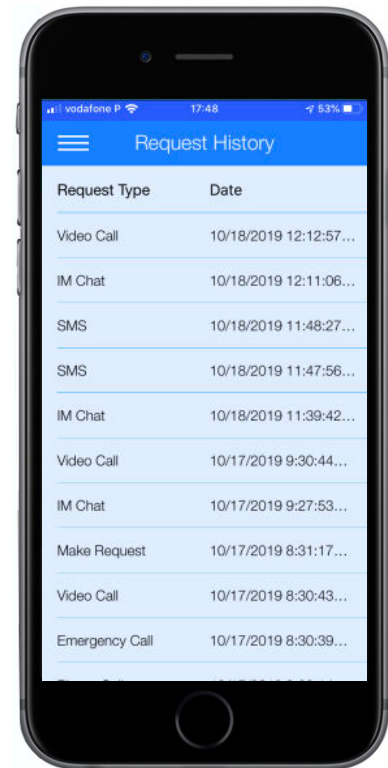 vodafone P 17:48 53%
Request History
Request Type Date
Video Call 10/18/2019 12:12:57...
IM Chat 10/18/2019 12:11:06...
SMS 10/18/2019 11:48:27...
SMS 10/18/2019 11:47:56...
IM Chat 10/18/2019 11:39:42...
Video Call 10/17/2019 9:30:44...
IM Chat 10/17/2019 9:27:53...
Make Request 10/17/2019 8:31:17...
Video Call 10/17/2019 8:30:43...
Emergency Call 10/17/2019 8:30:39...